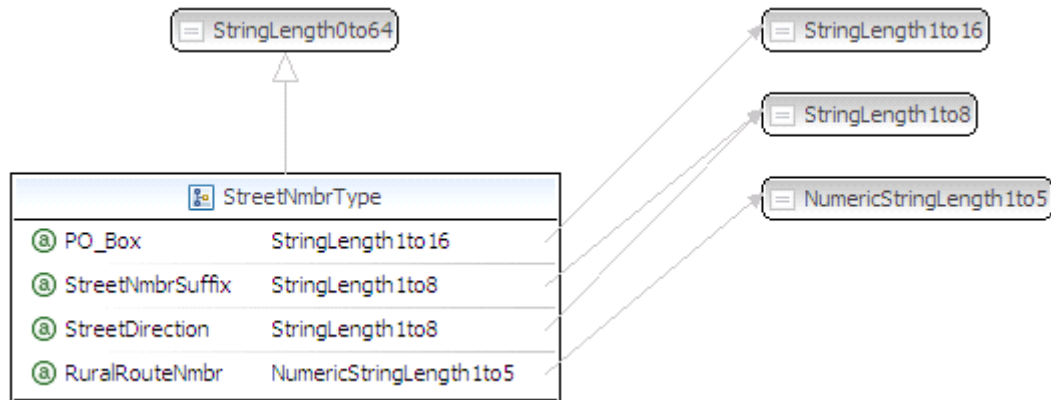 StringLength0to64
StringLength1to16
StringLength1to8
NumericStringLength1to5
StreetNmbrType
PO_Box StringLength1to16
StreetNmbrSuffix StringLength1to8
StreetDirection StringLength1to8
RuralRouteNmbr NumericStringLength1to5